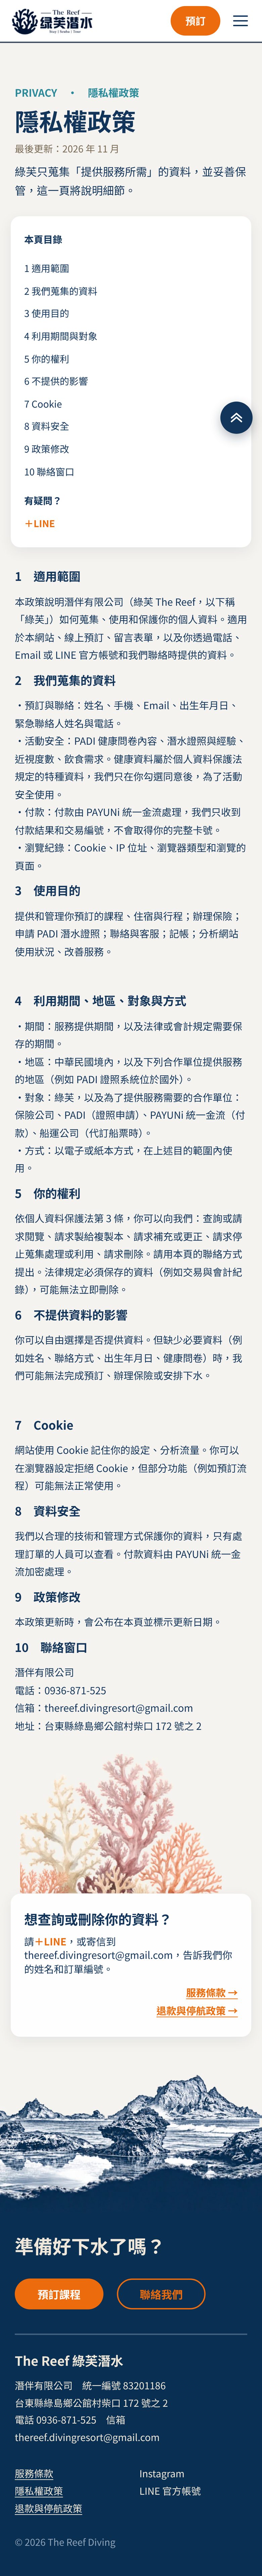 The Reef
綠芙潛水
Stay | Scuba | Tour
預訂
PRIVACY ・ 隱私權政策
隱私權政策
最後更新：2026 年 11 月
綠芙只蒐集「提供服務所需」的資料，並妥善保
管，這一頁將說明細節。
本頁目錄
1 適用範圍
2 我們蒐集的資料
3 使用目的
4 利用期間與對象
5 你的權利
6 不提供的影響
7 Cookie
8 資料安全
9 政策修改
10 聯絡窗口
有疑問？
＋LINE
1 適用範圍
本政策說明潛伴有限公司（綠芙 The Reef，以下稱
「綠芙」）如何蒐集、使用和保護你的個人資料。適用
於本網站、線上預訂、留言表單，以及你透過電話、
Email 或 LINE 官方帳號和我們聯絡時提供的資料。
2 我們蒐集的資料
・預訂與聯絡：姓名、手機、Email、出生年月日、
緊急聯絡人姓名與電話。
・活動安全：PADI 健康問卷內容、潛水證照與經驗、
近視度數、飲食需求。健康資料屬於個人資料保護法
規定的特種資料，我們只在你勾選同意後，為了活動
安全使用。
・付款：付款由 PAYUNi 統一金流處理，我們只收到
付款結果和交易編號，不會取得你的完整卡號。
・瀏覽紀錄：Cookie、IP 位址、瀏覽器類型和瀏覽的
頁面。
3 使用目的
提供和管理你預訂的課程、住宿與行程；辦理保險；
申請 PADI 潛水證照；聯絡與客服；記帳；分析網站
使用狀況、改善服務。
4 利用期間、地區、對象與方式
・期間：服務提供期間，以及法律或會計規定需要保
存的期間。
・地區：中華民國境內，以及下列合作單位提供服務
的地區（例如 PADI 證照系統位於國外）。
・對象：綠芙，以及為了提供服務需要的合作單位：
保險公司、PADI（證照申請）、PAYUNi 統一金流（付
款）、船運公司（代訂船票時）。
・方式：以電子或紙本方式，在上述目的範圍內使
用。
5 你的權利
依個人資料保護法第 3 條，你可以向我們：查詢或請
求閱覽、請求製給複製本、請求補充或更正、請求停
止蒐集處理或利用、請求刪除。請用本頁的聯絡方式
提出。法律規定必須保存的資料（例如交易與會計紀
錄），可能無法立即刪除。
6 不提供資料的影響
你可以自由選擇是否提供資料。但缺少必要資料（例
如姓名、聯絡方式、出生年月日、健康問卷）時，我
們可能無法完成預訂、辦理保險或安排下水。
7 Cookie
網站使用 Cookie 記住你的設定、分析流量。你可以
在瀏覽器設定拒絕 Cookie，但部分功能（例如預訂流
程）可能無法正常使用。
8 資料安全
我們以合理的技術和管理方式保護你的資料，只有處
理訂單的人員可以查看。付款資料由 PAYUNi 統一金
流加密處理。
9 政策修改
本政策更新時，會公布在本頁並標示更新日期。
10 聯絡窗口
潛伴有限公司
電話：0936-871-525
信箱：thereef.divingresort@gmail.com
地址：台東縣綠島鄉公館村柴口 172 號之 2
想查詢或刪除你的資料？
請＋LINE，或寄信到
thereef.divingresort@gmail.com，告訴我們你
的姓名和訂單編號。
服務條款 →
退款與停航政策 →
準備好下水了嗎？
預訂課程
聯絡我們
The Reef 綠芙潛水
潛伴有限公司 統一編號 83201186
台東縣綠島鄉公館村柴口 172 號之 2
電話 0936-871-525 信箱
thereef.divingresort@gmail.com
服務條款
隱私權政策
退款與停航政策
Instagram
LINE 官方帳號
© 2026 The Reef Diving